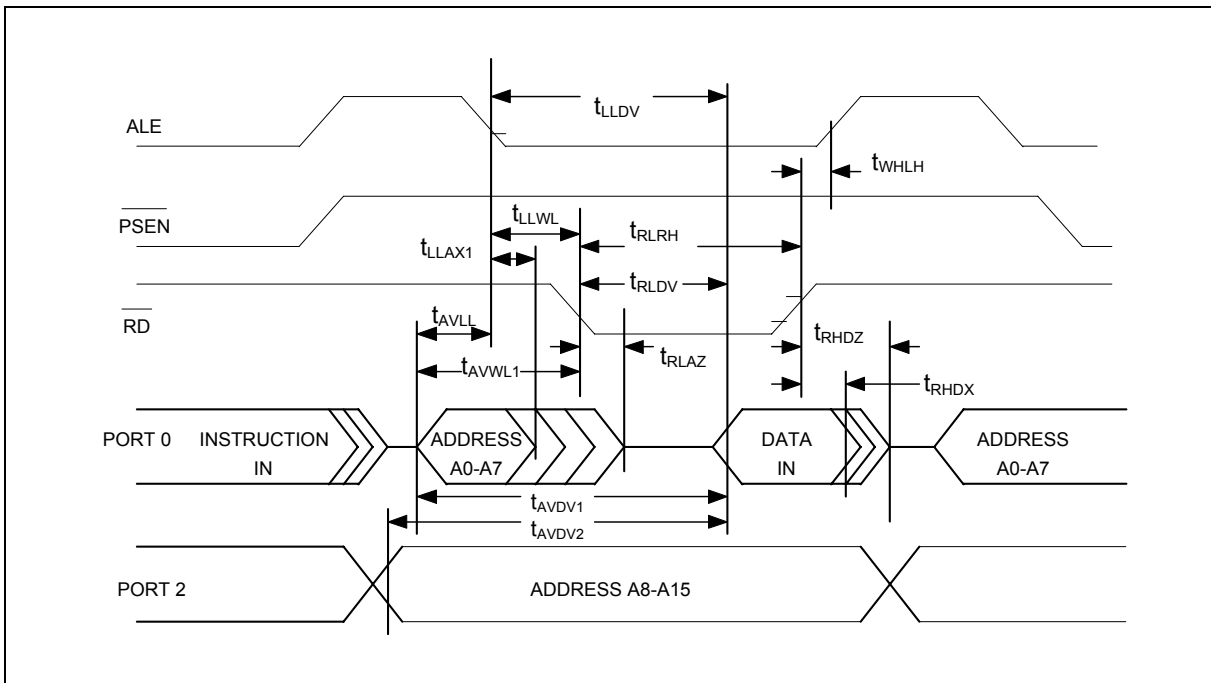 tLLDV
ALE
tWHLH
PSEN
tLLWL
tRLRH
tLLAX1
tRLDV
RD
tAVLL
tRHDZ
tRLAZ
tAVWL1
tRHDX
PORT 0
INSTRUCTION
IN
ADDRESS
A0-A7
DATA
IN
ADDRESS
A0-A7
tAVDV1
tAVDV2
PORT 2
ADDRESS A8-A15